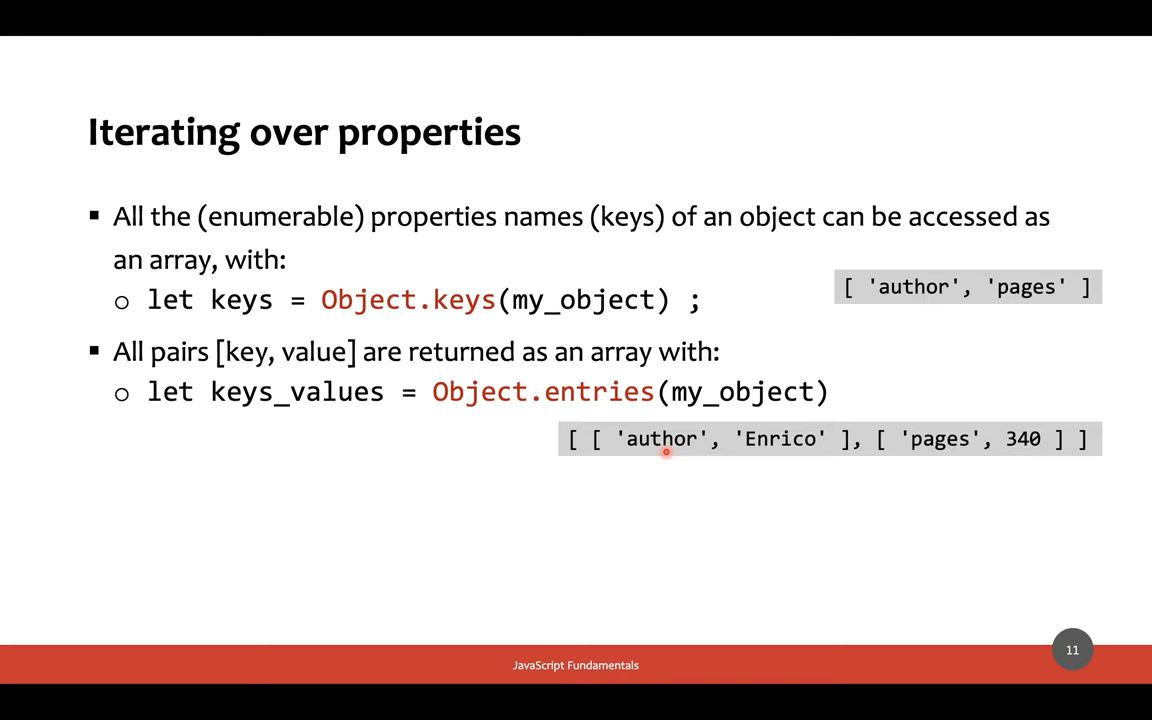 Iterating over properties
▪ All the (enumerable) properties names (keys) of an object can be accessed as
an array, with:
[ 'author', 'pages' ]
o let keys = Object.keys(my_object) ;
▪ All pairs [key, value] are returned as an array with:
o let keys_values = Object.entries(my_object)
[ [ 'author', 'Enrico' ], [ 'pages', 340 ] ]
11
JavaScript Fundamentals